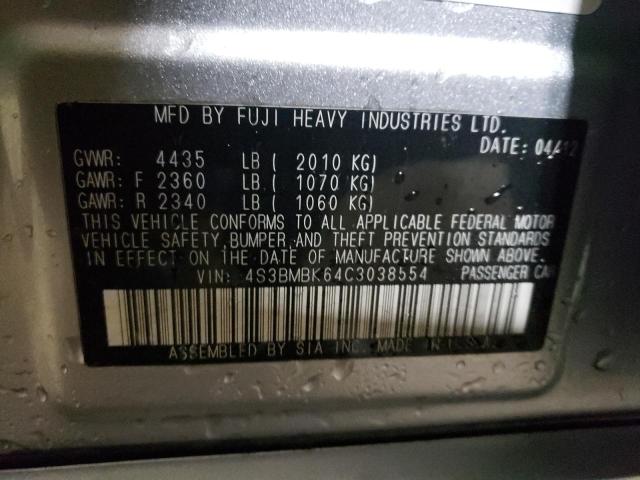 MFD BY FUJI HEAVY INDUSTRIES LTD.
DATE: 04/12
GVWR: 4435 LB ( 2010 KG)
GAWR: F 2360 LB ( 1070 KG)
GAWR: R 2340 LB ( 1060 KG)
THIS VEHICLE CONFORMS TO ALL APPLICABLE FEDERAL MOTOR
VEHICLE SAFETY, BUMPER AND THEFT PREVENTION STANDARDS
IN EFFECT ON THE DATE OF MANUFACTURE SHOWN ABOVE.
VIN: 4S3BMBK64C3038554 PASSENGER CAR
ASSEMBLED BY SIA INC. MADE IN U.S.A.